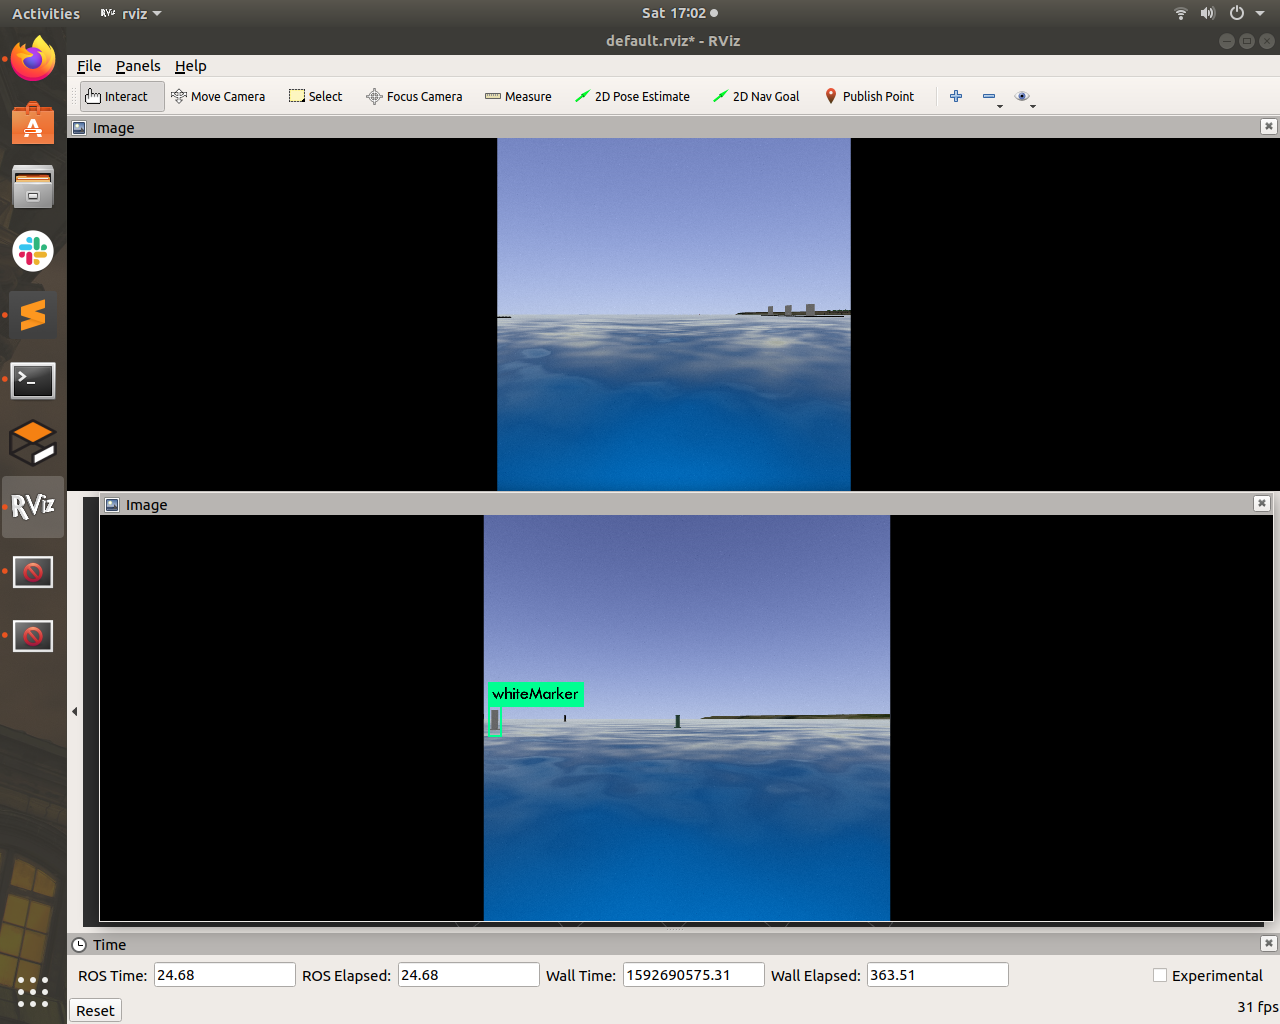 Activities RViz rviz Sat 17:02
default.rviz* - RViz
File Panels Help
Interact Move Camera Select Focus Camera Measure 2D Pose Estimate 2D Nav Goal Publish Point
Image
Image
whiteMarker
RViz
Time
ROS Time: 24.68 ROS Elapsed: 24.68 Wall Time: 1592690575.31 Wall Elapsed: 363.51 Experimental
Reset 31 fps